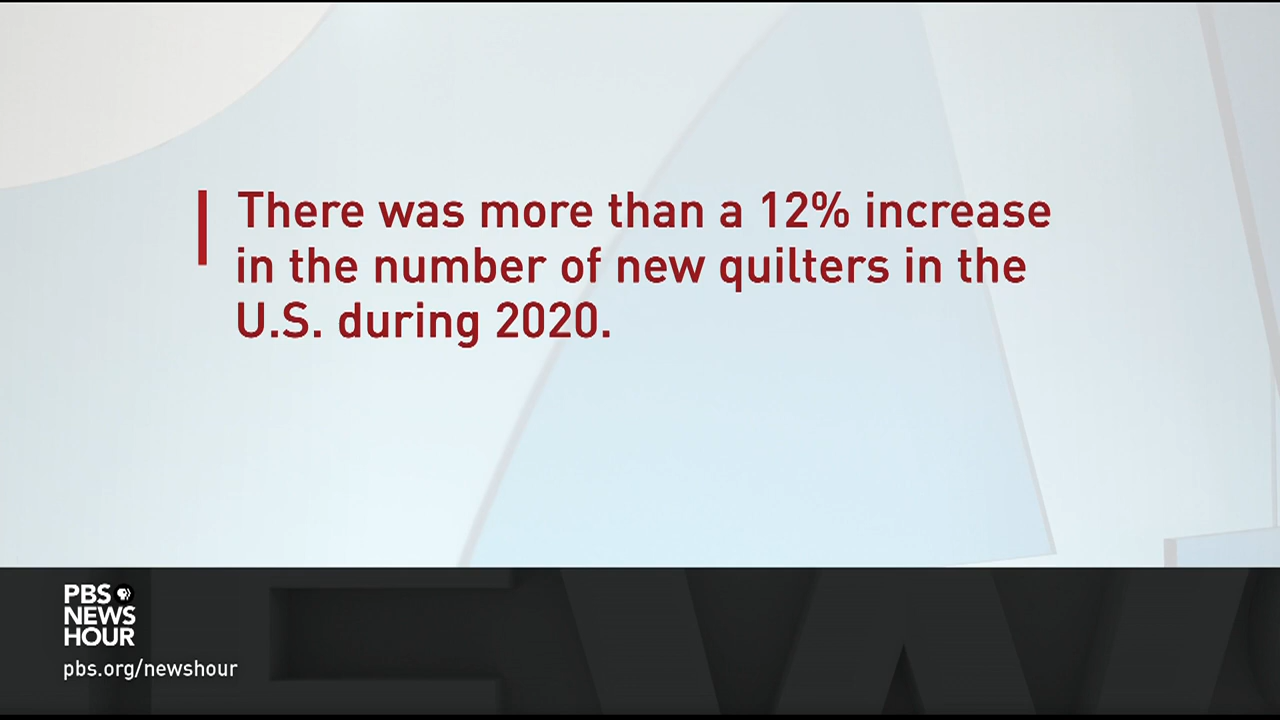 There was more than a 12% increase
in the number of new quilters in the
U.S. during 2020.
PBS
NEWS
HOUR
pbs.org/newshour